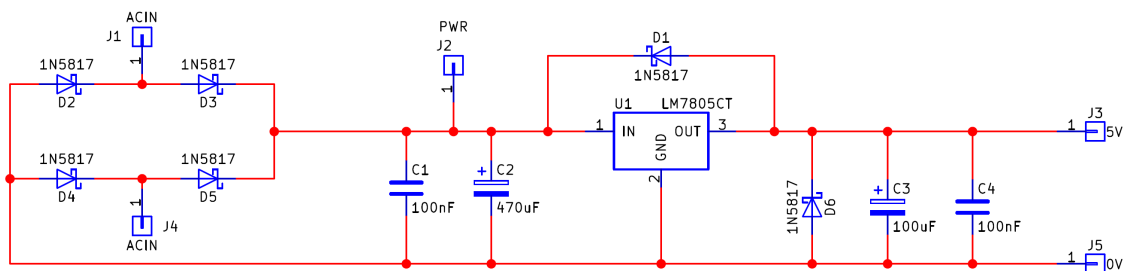 ACIN
J1
1
1N5817
D2
1N5817
D3
1N5817
D4
1N5817
D5
1
J4
ACIN
PWR
J2
1
C1
100nF
+ C2
470uF
D1
1N5817
U1 LM7805CT
1 IN OUT 3
GND
2
1N5817
D6
+ C3
100uF
C4
100nF
J3
1 5V
J5
1 0V